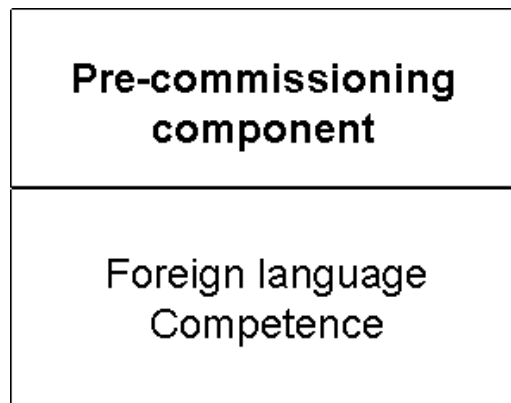 Pre-commissioning
component
Foreign language
Competence